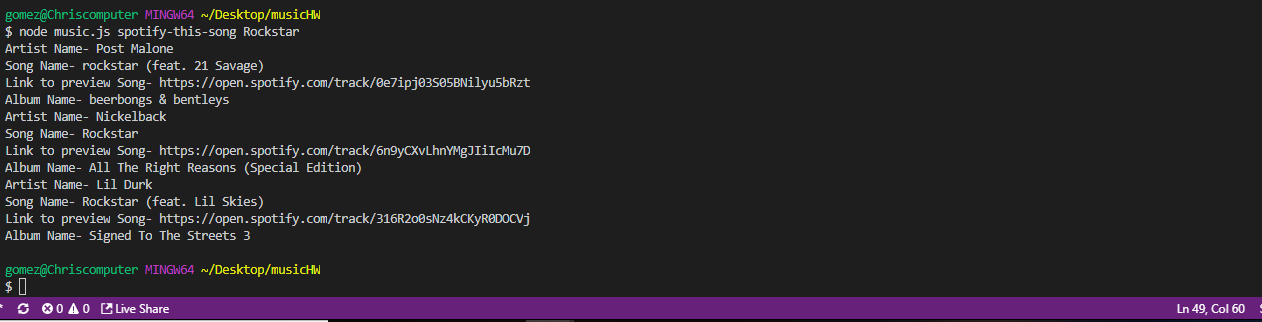 gomez@Chriscomputer MINGW64 ~/Desktop/musicHW
$ node music.js spotify-this-song Rockstar
Artist Name- Post Malone
Song Name- rockstar (feat. 21 Savage)
Link to preview Song- https://open.spotify.com/track/0e7ipj03S05BNilyu5bRzt
Album Name- beerbongs & bentleys
Artist Name- Nickelback
Song Name- Rockstar
Link to preview Song- https://open.spotify.com/track/6n9yCXvLhnYMgJIiIcMu7D
Album Name- All The Right Reasons (Special Edition)
Artist Name- Lil Durk
Song Name- Rockstar (feat. Lil Skies)
Link to preview Song- https://open.spotify.com/track/316R2o0sNz4kCKyR0DOCVj
Album Name- Signed To The Streets 3
gomez@Chriscomputer MINGW64 ~/Desktop/musicHW
$
* 0 0 Live Share Ln 49, Col 60